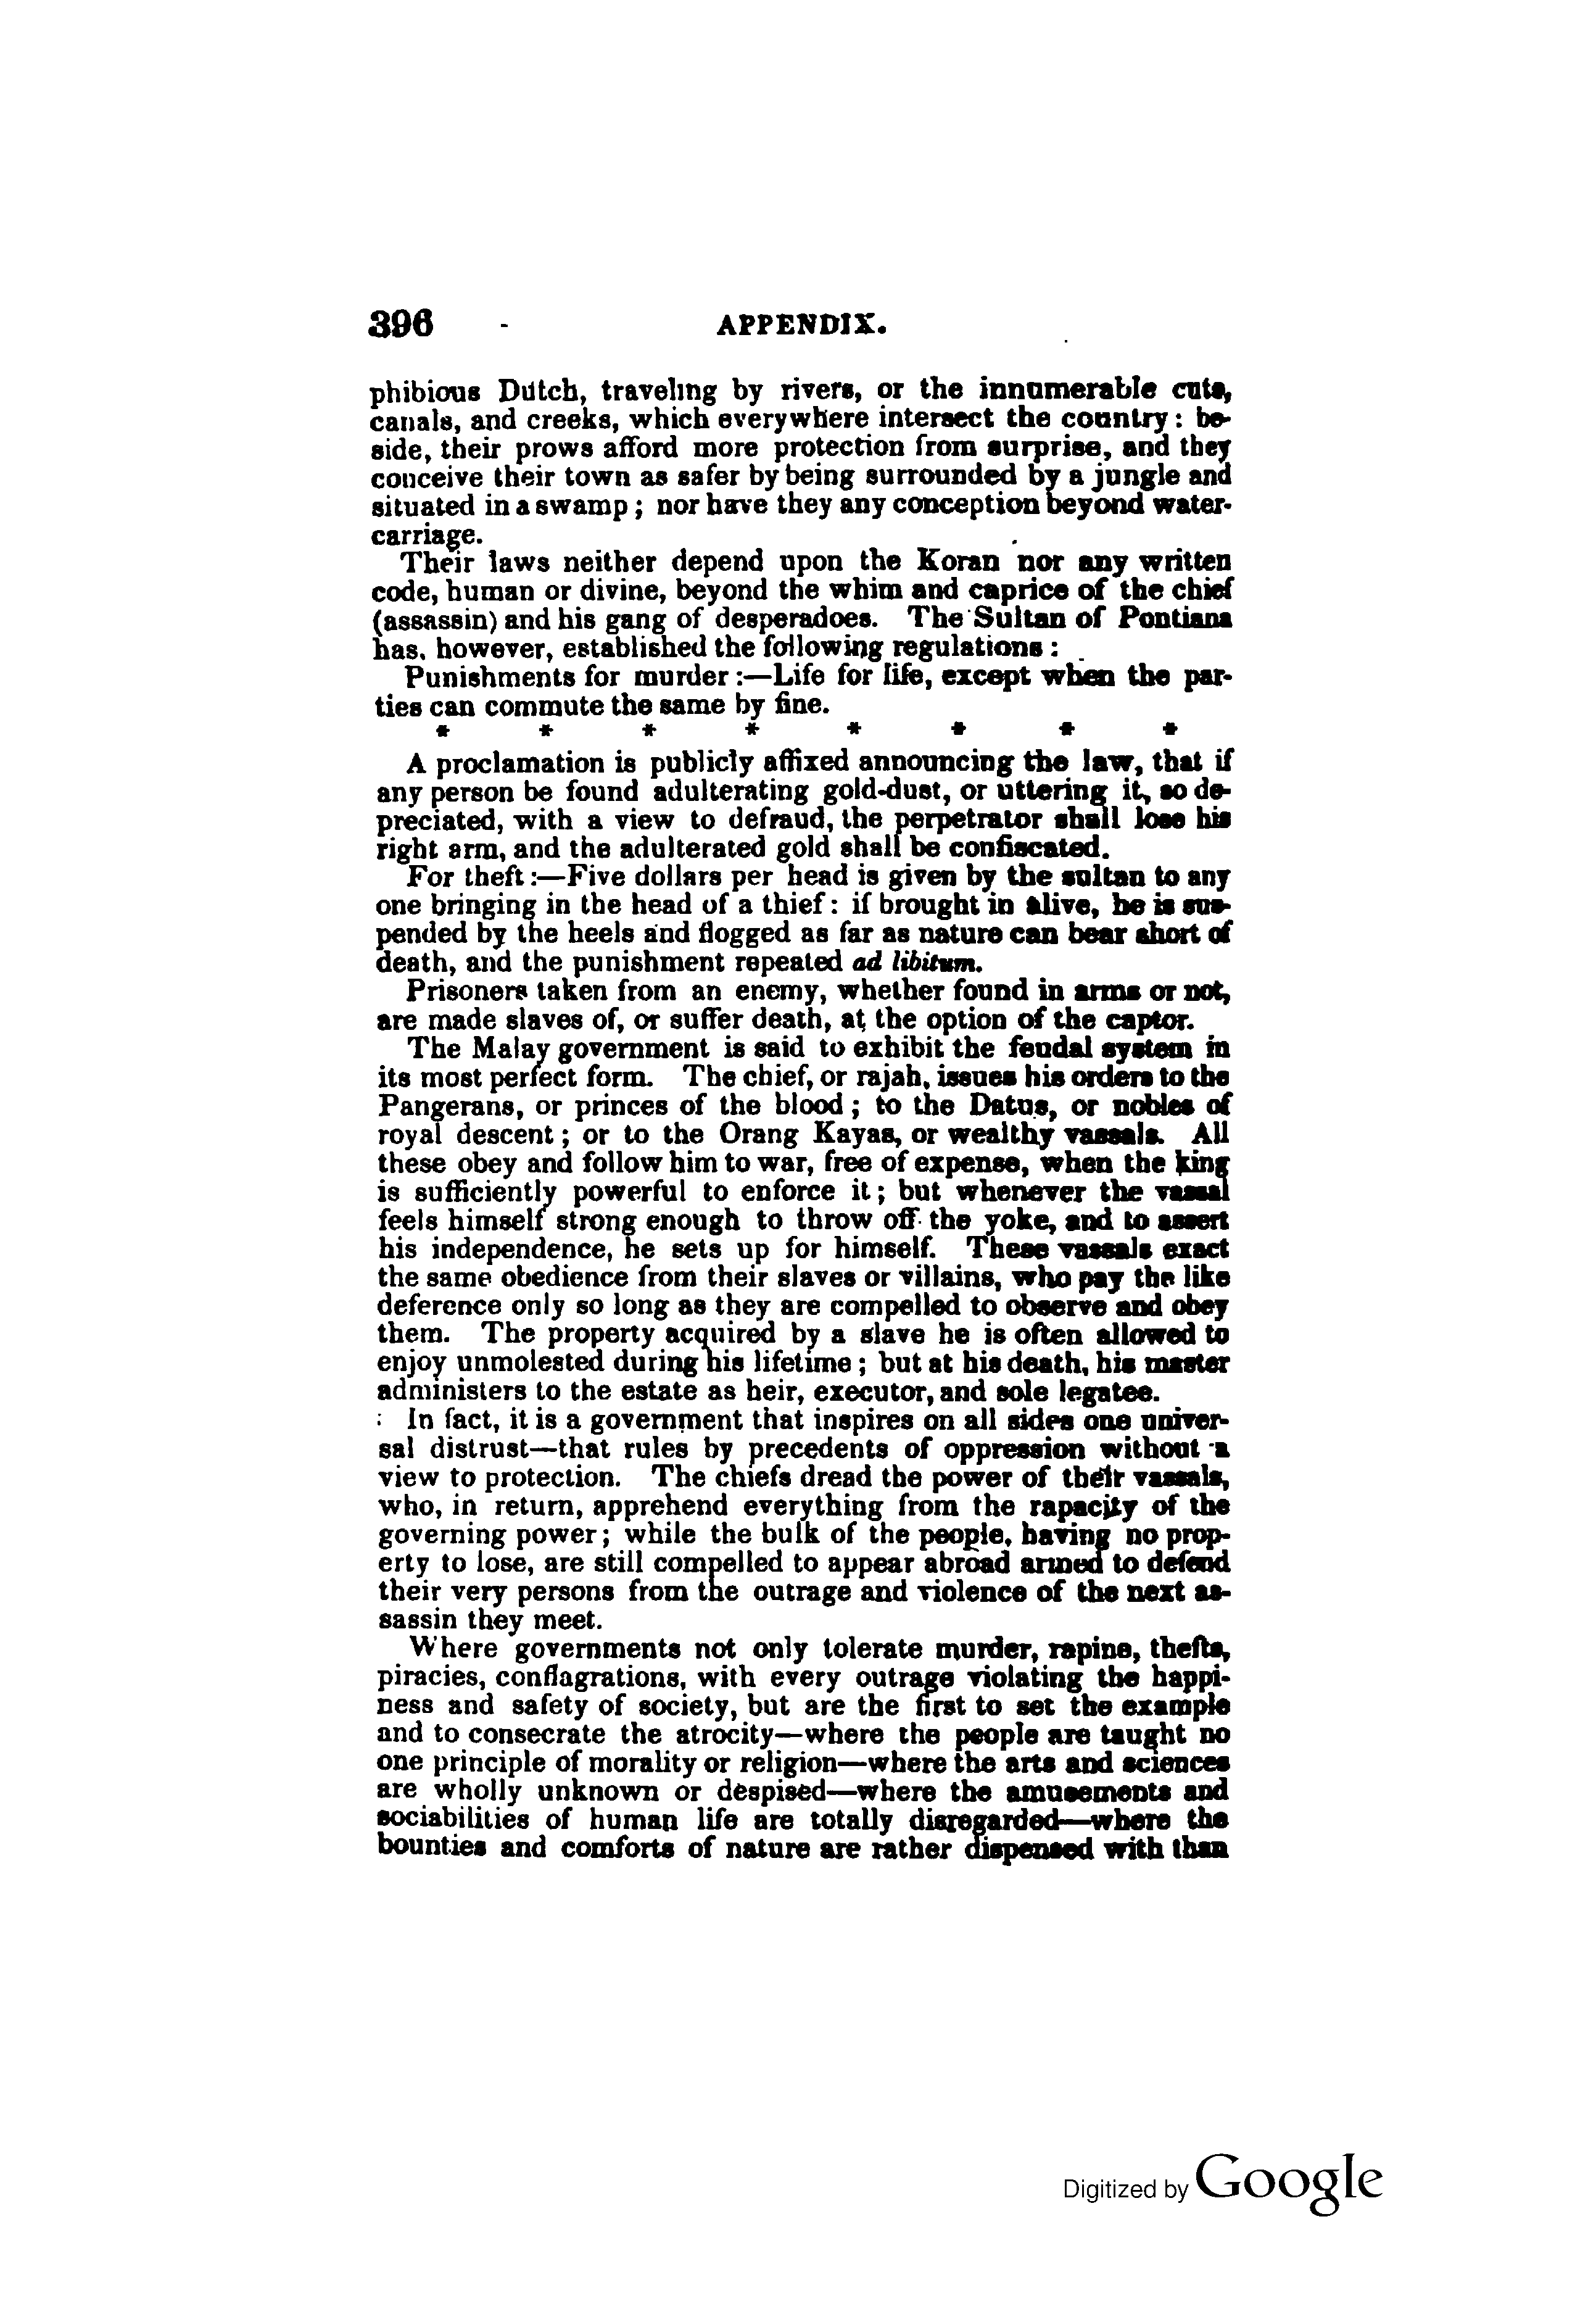 396 - APPENDIX.
phibious Dutch, traveling by rivers, or the innumerable cuts,
canals, and creeks, which everywhere intersect the country: be-
side, their prows afford more protection from surprise, and they
conceive their town as safer by being surrounded by a jungle and
situated in a swamp; nor have they any conception beyond water-
carriage.
Their laws neither depend upon the Koran nor any written
code, human or divine, beyond the whim and caprice of the chief
(assassin) and his gang of desperadoes. The Sultan of Pontiana
has, however, established the following regulations:
Punishments for murder:—Life for life, except when the par-
ties can commute the same by fine.
* * * * * * * *
A proclamation is publicly affixed announcing the law, that if
any person be found adulterating gold-dust, or uttering it, so de-
preciated, with a view to defraud, the perpetrator shall lose his
right arm, and the adulterated gold shall be confiscated.
For theft:—Five dollars per head is given by the sultan to any
one bringing in the head of a thief: if brought in alive, he is sus-
pended by the heels and flogged as far as nature can bear short of
death, and the punishment repeated ad libitum.
Prisoners taken from an enemy, whether found in arms or not,
are made slaves of, or suffer death, at the option of the captor.
The Malay government is said to exhibit the feudal system in
its most perfect form. The chief, or rajah, issues his orders to the
Pangerans, or princes of the blood; to the Datus, or nobles of
royal descent; or to the Orang Kayas, or wealthy vassals. All
these obey and follow him to war, free of expense, when the king
is sufficiently powerful to enforce it; but whenever the vassal
feels himself strong enough to throw off the yoke, and to assert
his independence, he sets up for himself. These vassals exact
the same obedience from their slaves or villains, who pay the like
deference only so long as they are compelled to observe and obey
them. The property acquired by a slave he is often allowed to
enjoy unmolested during his lifetime; but at his death, his master
administers to the estate as heir, executor, and sole legatee.
In fact, it is a government that inspires on all sides one univer-
sal distrust—that rules by precedents of oppression without a
view to protection. The chiefs dread the power of their vassals,
who, in return, apprehend everything from the rapacity of the
governing power; while the bulk of the people, having no prop-
erty to lose, are still compelled to appear abroad armed to defend
their very persons from the outrage and violence of the next as-
sassin they meet.
Where governments not only tolerate murder, rapine, thefts,
piracies, conflagrations, with every outrage violating the happi-
ness and safety of society, but are the first to set the example
and to consecrate the atrocity—where the people are taught no
one principle of morality or religion—where the arts and sciences
are wholly unknown or despised—where the amusements and
sociabilities of human life are totally disregarded—where the
bounties and comforts of nature are rather dispensed with than
Digitized by Google